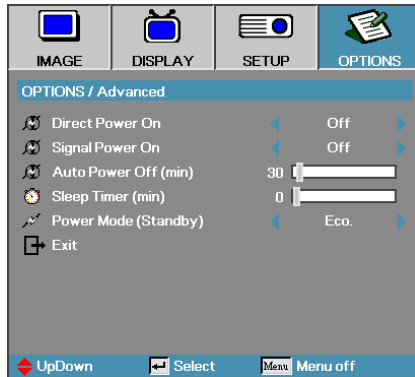 IMAGE DISPLAY SETUP OPTIONS
OPTIONS / Advanced
Direct Power On Off
Signal Power On Off
Auto Power Off (min) 30
Sleep Timer (min) 0
Power Mode (Standby) Eco.
Exit
UpDown Select Menu Menu off